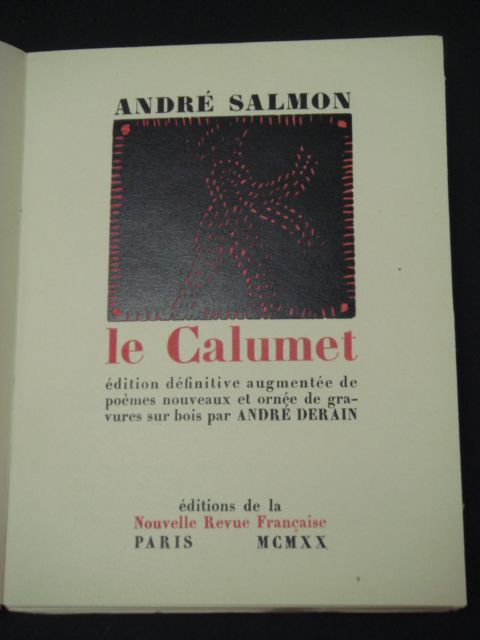 ANDRÉ SALMON
le Calumet
édition définitive augmentée de
poèmes nouveaux et ornée de gra-
vures sur bois par ANDRÉ DERAIN
éditions de la
Nouvelle Revue Française
PARIS MCMXX